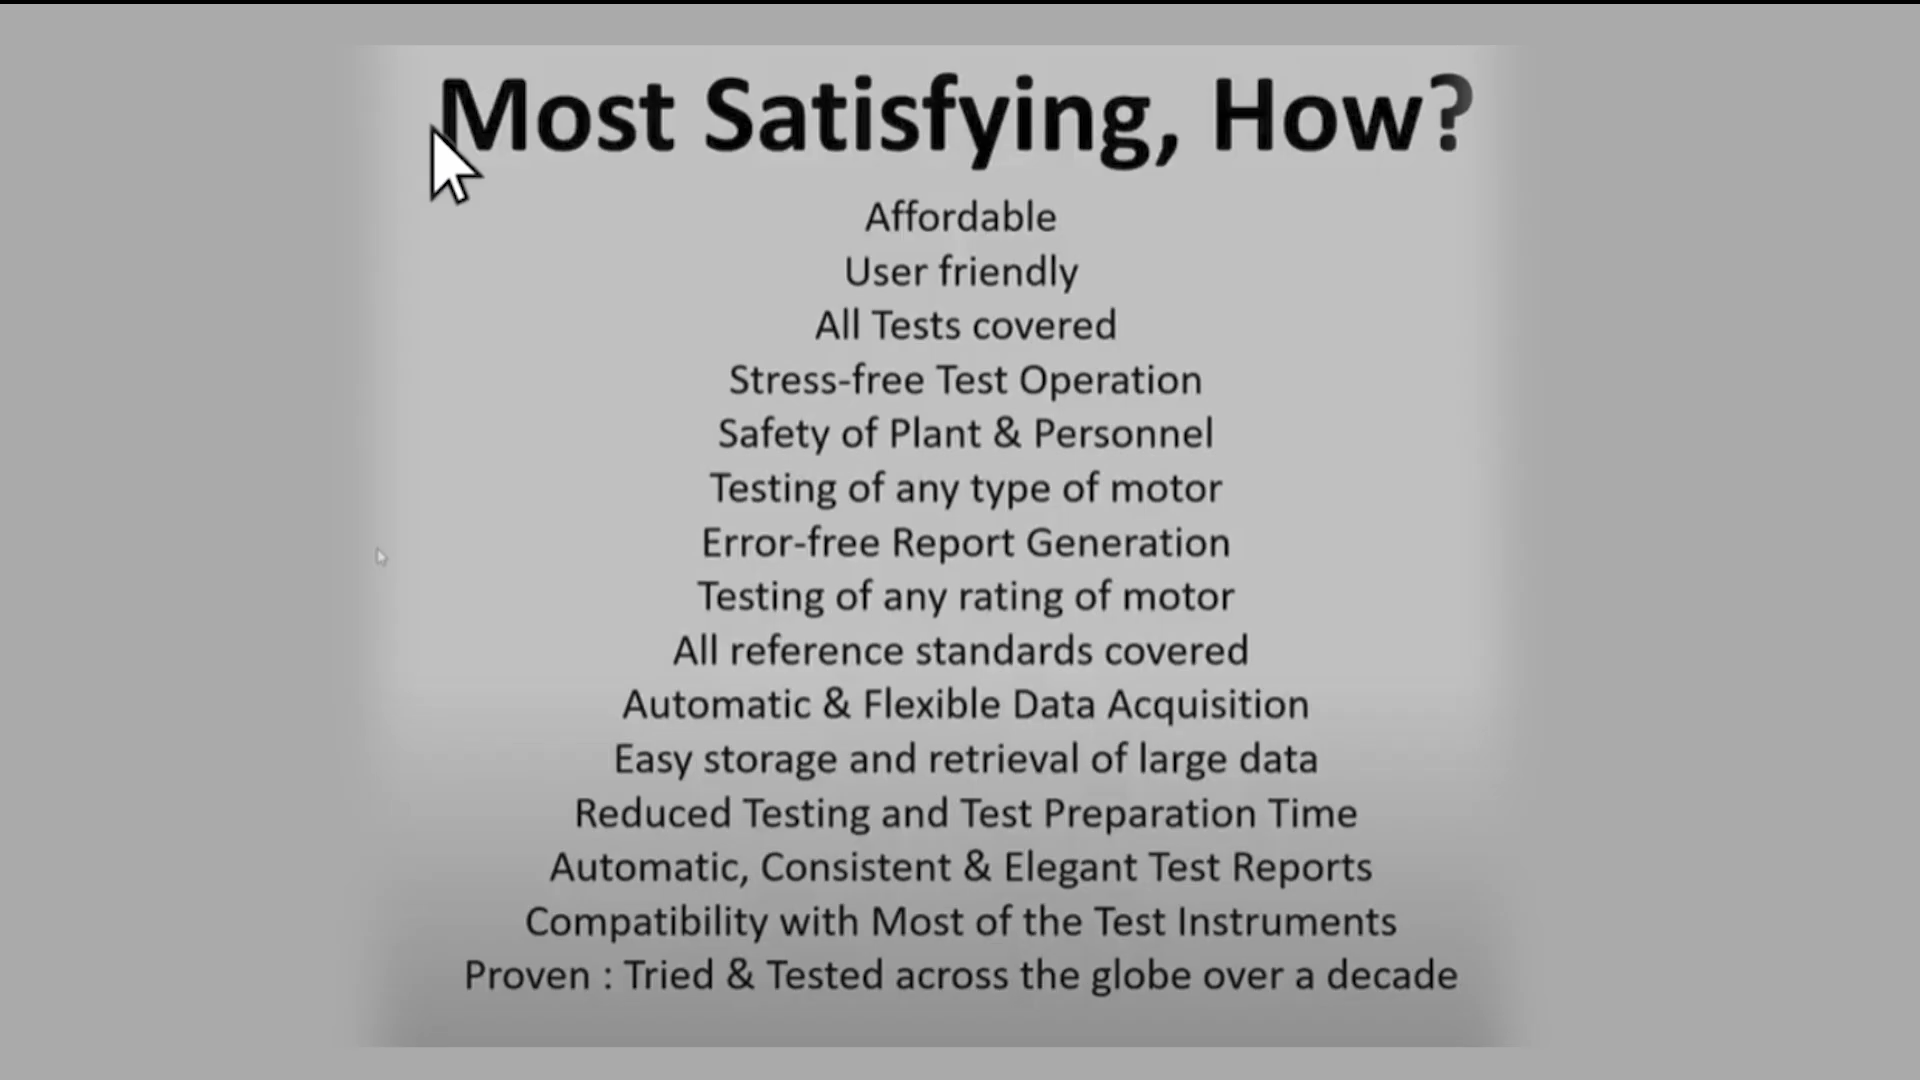 Most Satisfying, How?
Affordable
User friendly
All Tests covered
Stress-free Test Operation
Safety of Plant & Personnel
Testing of any type of motor
Error-free Report Generation
Testing of any rating of motor
All reference standards covered
Automatic & Flexible Data Acquisition
Easy storage and retrieval of large data
Reduced Testing and Test Preparation Time
Automatic, Consistent & Elegant Test Reports
Compatibility with Most of the Test Instruments
Proven : Tried & Tested across the globe over a decade